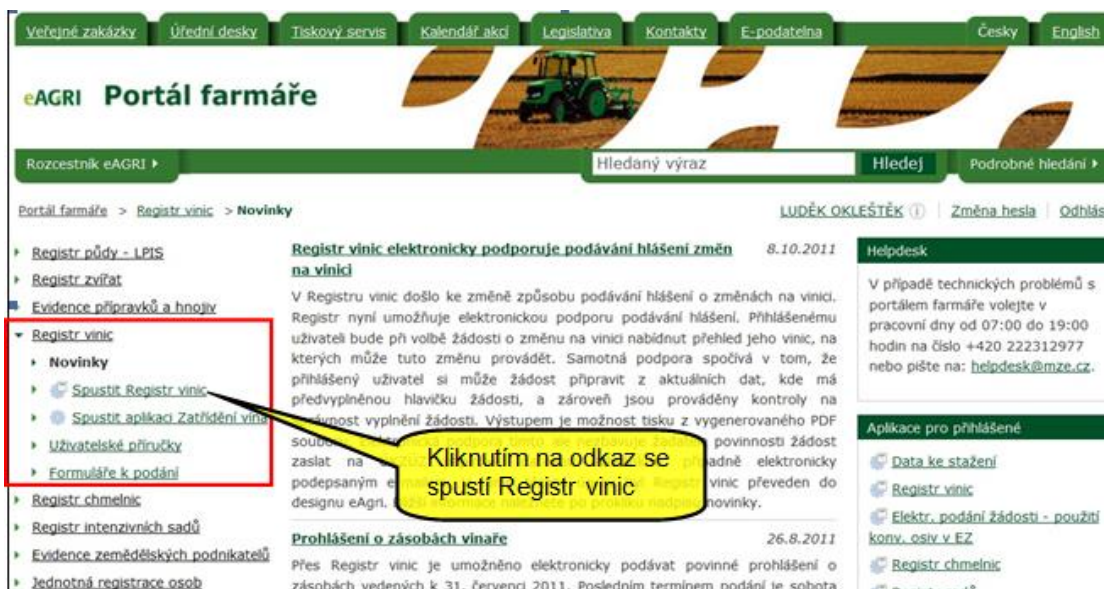 Veřejné zakázky Úřední desky Tiskový servis Kalendář akcí Legislativa Kontakty E-podatelna Česky English
eAGRI Portál farmáře
Rozcestník eAGRI Hledaný výraz Hledej Podrobné hledání
Portál farmáře > Registr vinic > Novinky LUDĚK OKLEŠTĚK Změna hesla Odhlás
Registr půdy - LPIS
Registr zvířat
Evidence přípravků a hnojiv
Registr vinic
Novinky
Spustit Registr vinic
Spustit aplikaci Zatřídění vína
Uživatelské příručky
Formuláře k podání
Registr chmelnic
Registr intenzivních sadů
Evidence zemědělských podnikatelů
Jednotná registrace osob
Registr vinic elektronicky podporuje podávání hlášení změn 8.10.2011
na vinici
V Registru vinic došlo ke změně způsobu podávání hlášení o změnách na vinici.
Registr nyní umožňuje elektronickou podporu podávání hlášení. Přihlášenému
uživateli bude při volbě žádosti o změnu na vinici nabídnut přehled jeho vinic, na
kterých může tuto změnu provádět. Samotná podpora spočívá v tom, že
přihlášený uživatel si může žádost připravit z aktuálních dat, kde má
předvyplněnou hlavičku žádosti, a zároveň jsou prováděny kontroly na
správnost vyplnění žádosti. Výstupem je možnost tisku z vygenerovaného PDF
povinnosti žádost
zaslat na elektronicky
podepsaným vinic převeden do
designu eAgri. novinky.
Kliknutím na odkaz se
spustí Registr vinic
Prohlášení o zásobách vinaře 26.8.2011
Přes Registr vinic je umožněno elektronicky podávat povinné prohlášení o
zásobách vedených k 31. červenci 2011. Posledním termínem podání je sobota
Helpdesk
V případě technických problémů s
portálem farmáře volejte v
pracovní dny od 07:00 do 19:00
hodin na číslo +420 222312977
nebo pište na: helpdesk@mze.cz.
Aplikace pro přihlášené
Data ke stažení
Registr vinic
Elektr. podání žádosti - použití
konv. osiv v EZ
Registr chmelnic